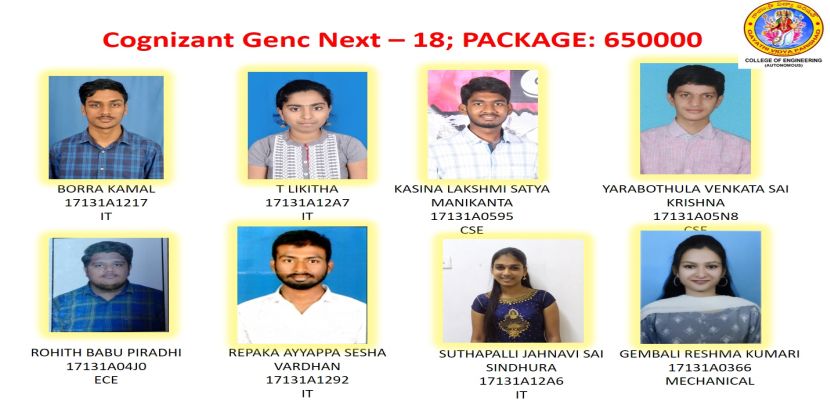 Cognizant Genc Next – 18; PACKAGE: 650000
GAYATRI VIDYA PARISHAD
COLLEGE OF ENGINEERING
(AUTONOMOUS)
BORRA KAMAL
17131A1217
IT
T LIKITHA
17131A12A7
IT
KASINA LAKSHMI SATYA
MANIKANTA
17131A0595
CSE
YARABOTHULA VENKATA SAI
KRISHNA
17131A05N8
CSE
ROHITH BABU PIRADHI
17131A04J0
ECE
REPAKA AYYAPPA SESHA
VARDHAN
17131A1292
IT
SUTHAPALLI JAHNAVI SAI
SINDHURA
17131A12A6
IT
GEMBALI RESHMA KUMARI
17131A0366
MECHANICAL